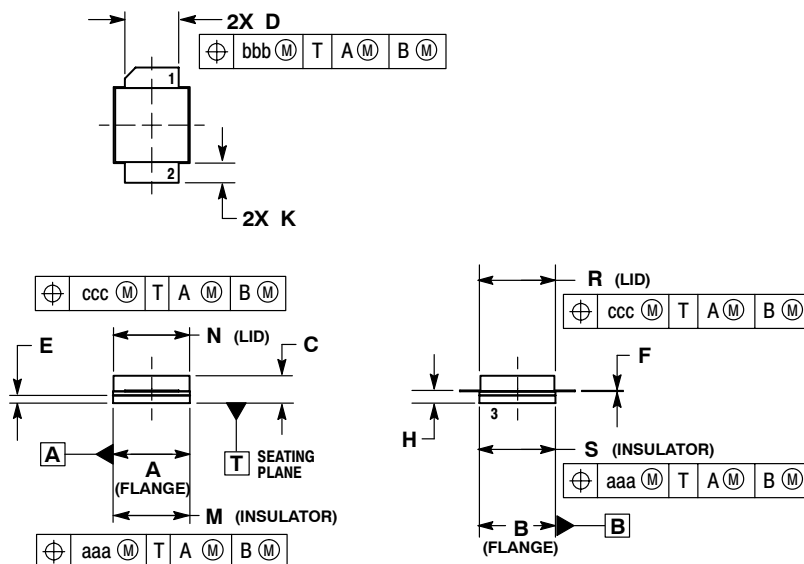 2X D
⌖ bbb Ⓜ T A Ⓜ B Ⓜ
1
2
2X K
⌖ ccc Ⓜ T A Ⓜ B Ⓜ
R (LID)
⌖ ccc Ⓜ T A Ⓜ B Ⓜ
N (LID)
E
C
F
3
H
S (INSULATOR)
A
A
(FLANGE)
T SEATING
PLANE
⌖ aaa Ⓜ T A Ⓜ B Ⓜ
M (INSULATOR)
B
(FLANGE)
B
⌖ aaa Ⓜ T A Ⓜ B Ⓜ